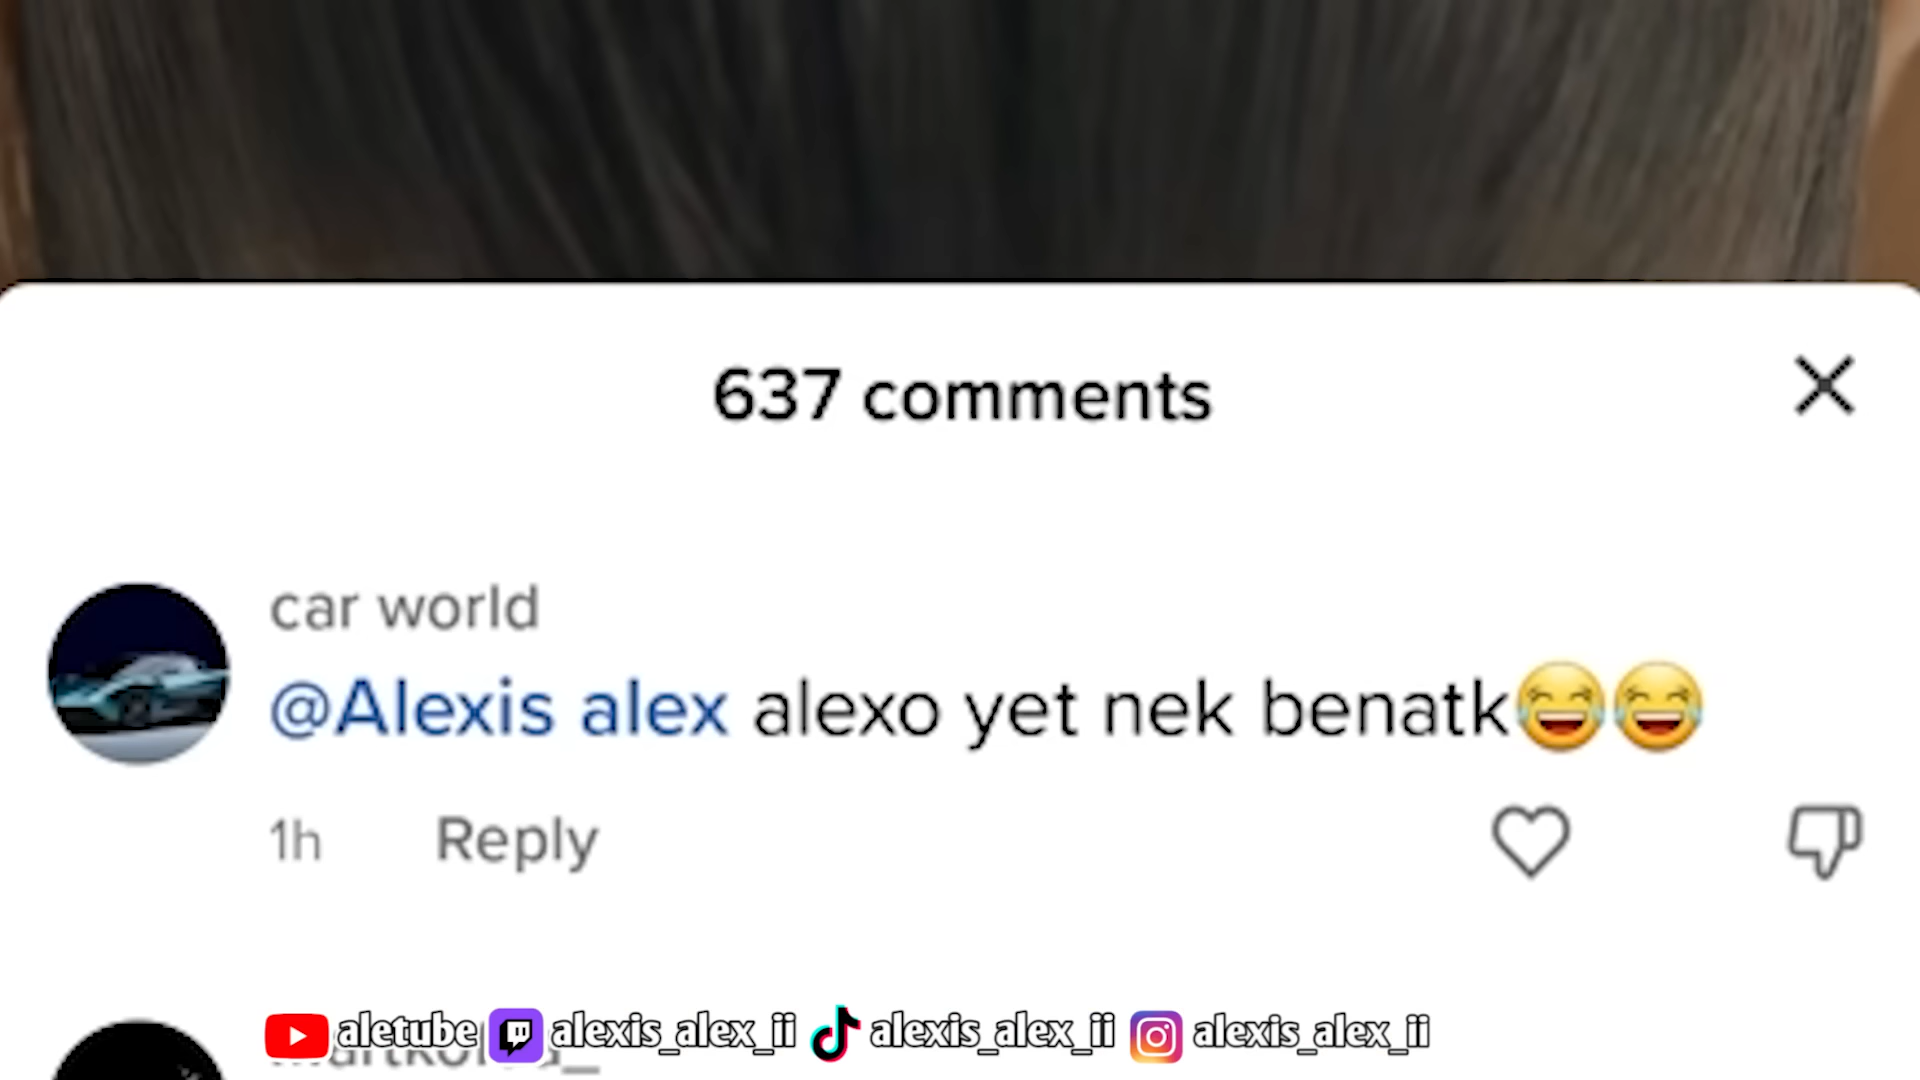 637 comments
car world
@Alexis alex alexo yet nek benatk😂😂
1h Reply
aletube alexis_alex_ii alexis_alex_ii alexis_alex_ii